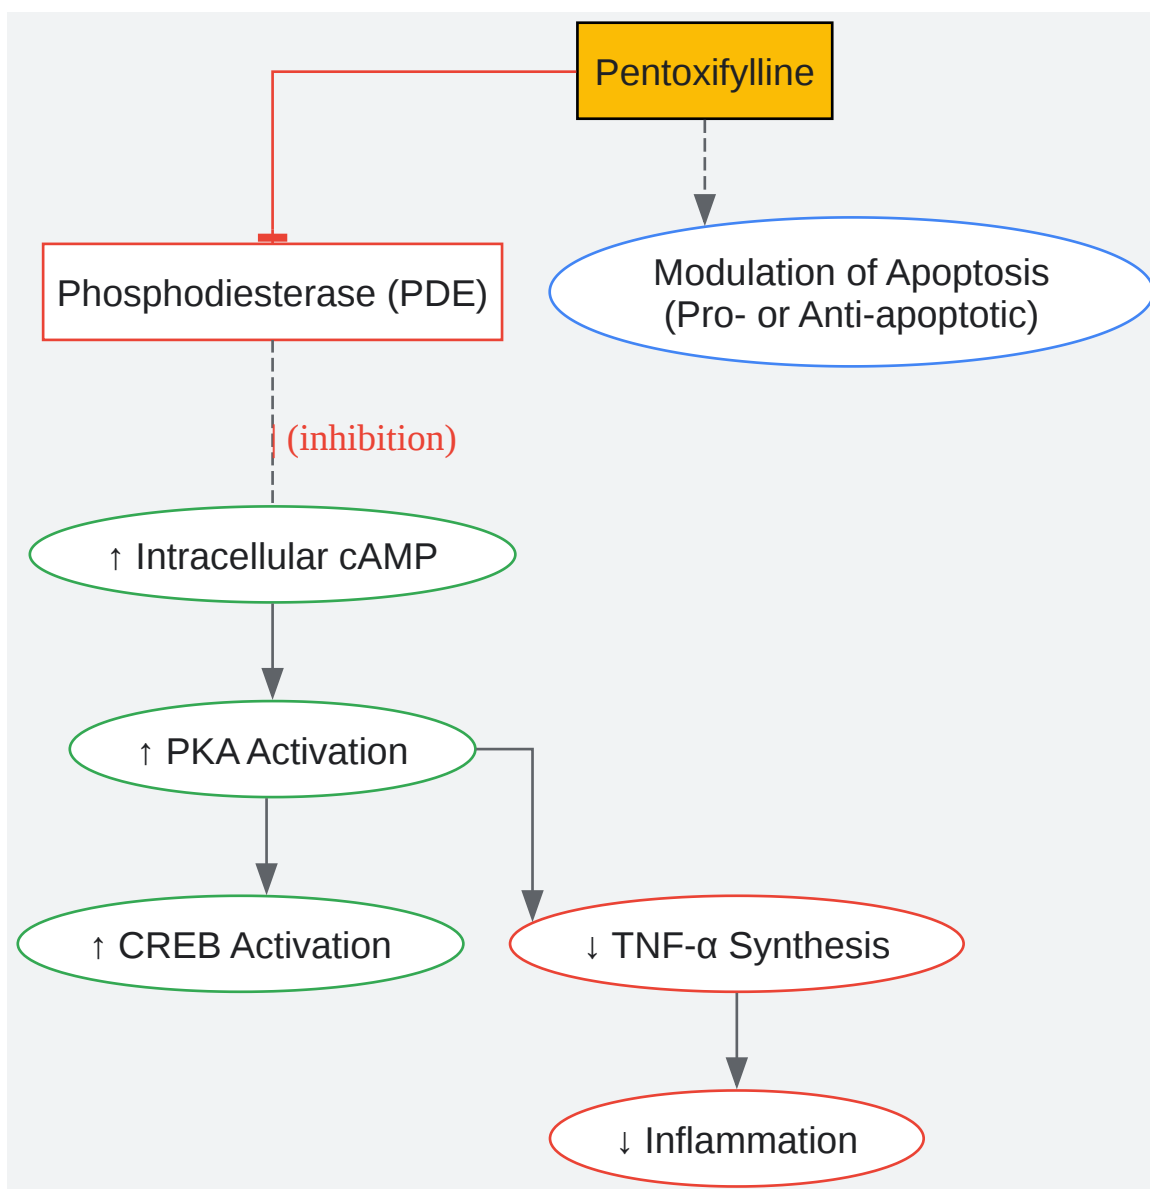 Pentoxifylline
Phosphodiesterase (PDE)
Modulation of Apoptosis
(Pro- or Anti-apoptotic)
(inhibition)
↑ Intracellular cAMP
↑ PKA Activation
↑ CREB Activation
↓ TNF-α Synthesis
↓ Inflammation